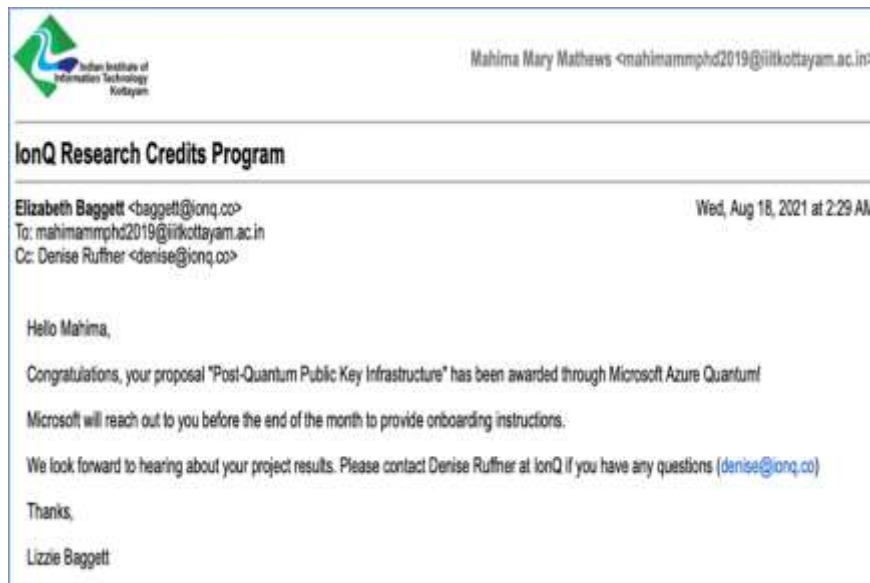 Indian Institute of
Information Technology
Kottayam
Mahima Mary Mathews <mahimammphd2019@iiitkottayam.ac.in>
IonQ Research Credits Program
Elizabeth Baggett <baggett@ionq.co>
Wed, Aug 18, 2021 at 2:29 AM
To: mahimammphd2019@iiitkottayam.ac.in
Cc: Denise Ruffner <denise@ionq.co>
Hello Mahima,
Congratulations, your proposal "Post-Quantum Public Key Infrastructure" has been awarded through Microsoft Azure Quantum!
Microsoft will reach out to you before the end of the month to provide onboarding instructions.
We look forward to hearing about your project results. Please contact Denise Ruffner at IonQ if you have any questions (denise@ionq.co)
Thanks,
Lizzie Baggett